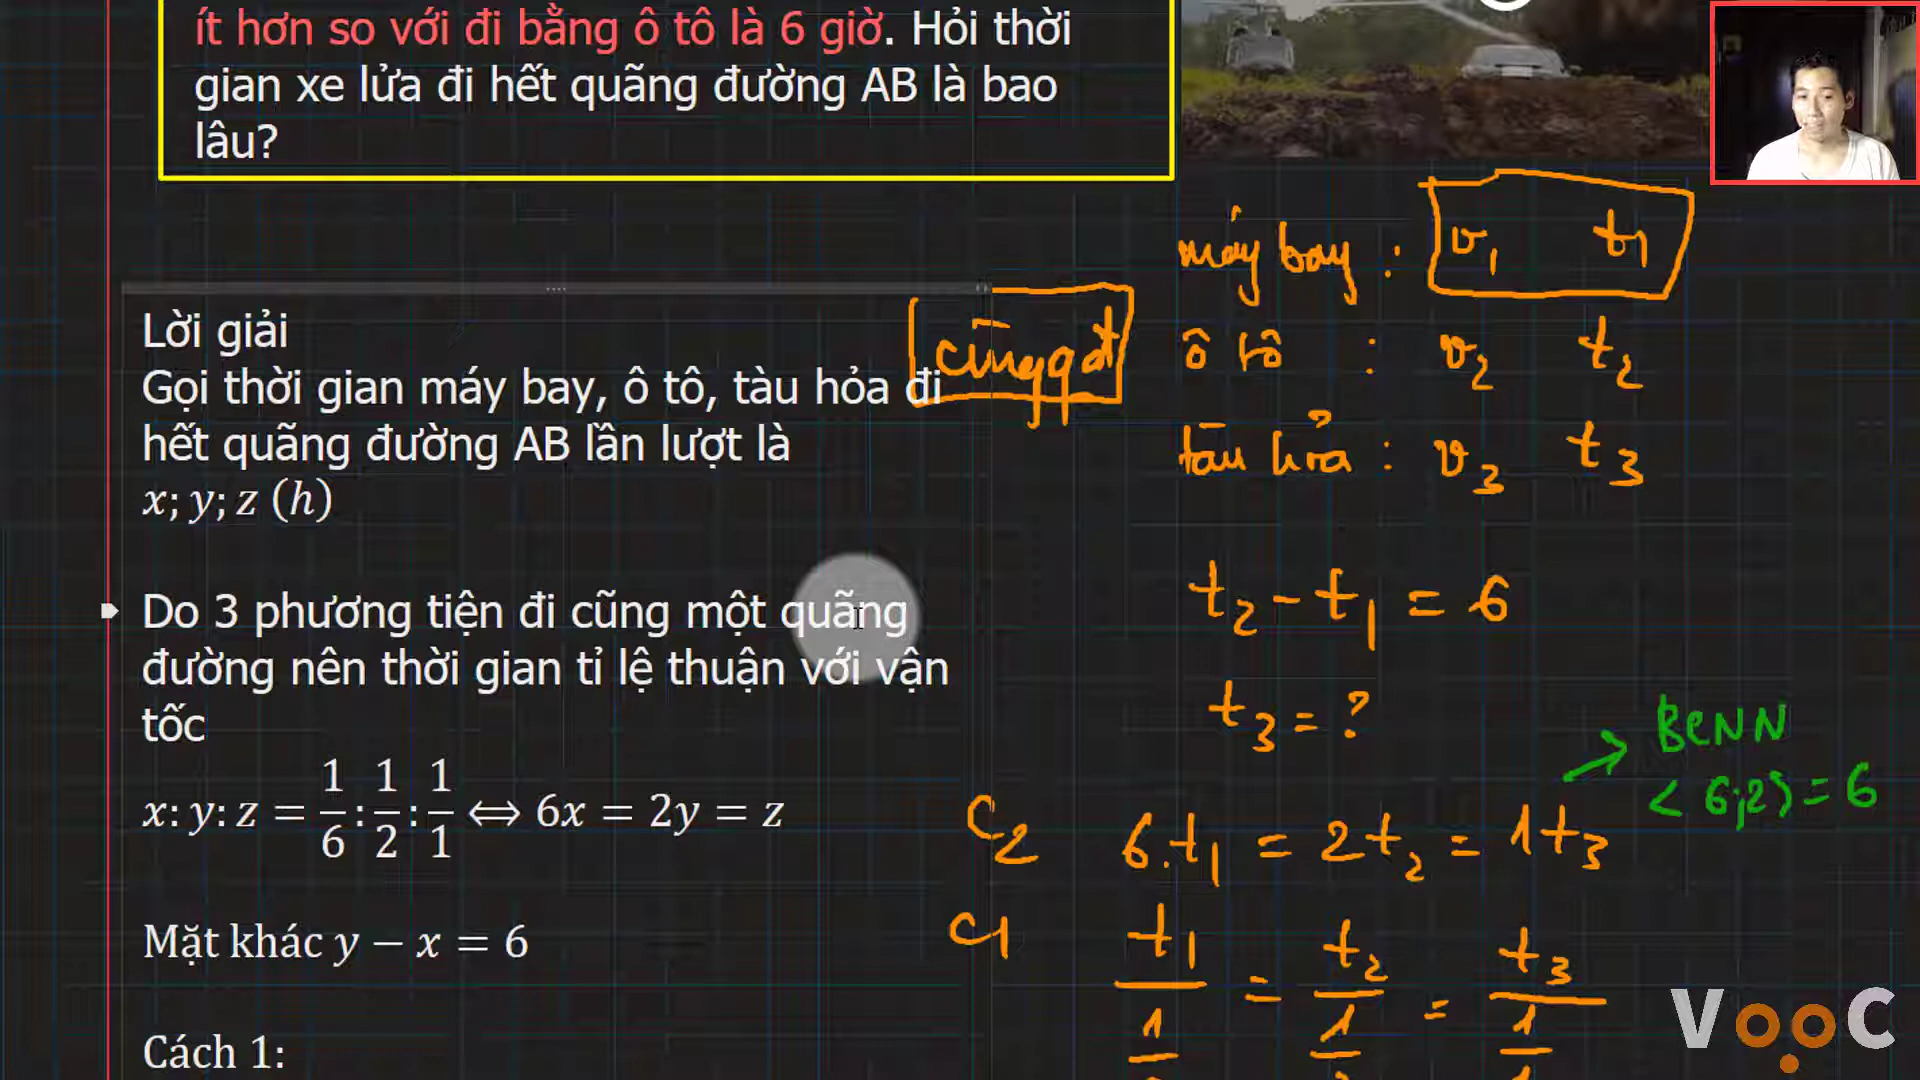 ít hơn so với đi bằng ô tô là 6 giờ. Hỏi thời
gian xe lửa đi hết quãng đường AB là bao
lâu?
Lời giải
Gọi thời gian máy bay, ô tô, tàu hỏa đi
hết quãng đường AB lần lượt là
x; y; z (h)
Do 3 phương tiện đi cũng một quãng
đường nên thời gian tỉ lệ thuận với vận
tốc
x: y: z = 1/6 : 1/2 : 1/1 ⟺ 6x = 2y = z
Mặt khác y − x = 6
Cách 1:
cùng qđ
máy bay : v₁ t₁
ô tô : v₂ t₂
tàu hỏa : v₃ t₃
t₂ − t₁ = 6
t₃ = ?
→ BCNN
(6;2) = 6
C2 6.t₁ = 2t₂ = 1t₃
C1 t₁ = t₂ = t₃
1 1 1
VooC